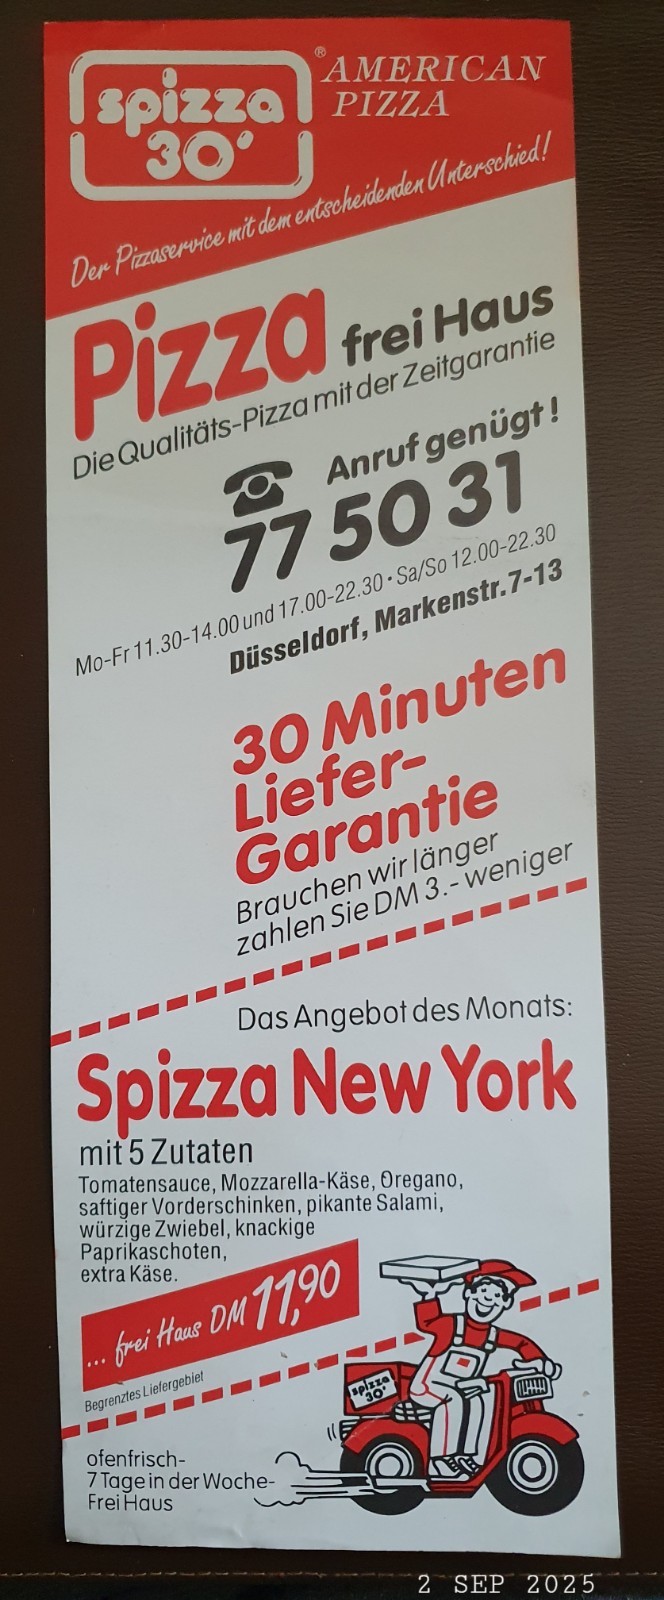 spizza
30'
® AMERICAN
PIZZA
Der Pizzaservice mit dem entscheidenden Unterschied!
Pizza frei Haus
Die Qualitäts-Pizza mit der Zeitgarantie
Anruf genügt!
77 50 31
Mo-Fr 11.30-14.00 und 17.00-22.30 • Sa/So 12.00-22.30
Düsseldorf, Markenstr. 7-13
30 Minuten
Liefer-
Garantie
Brauchen wir länger
zahlen Sie DM 3.- weniger
Das Angebot des Monats:
Spizza New York
mit 5 Zutaten
Tomatensauce, Mozzarella-Käse, Oregano,
saftiger Vorderschinken, pikante Salami,
würzige Zwiebel, knackige
Paprikaschoten,
extra Käse.
... frei Haus DM 11,90
Begrenztes Liefergebiet
spizza
30'
ofenfrisch-
7 Tage in der Woche-
Frei Haus
2 SEP 2025